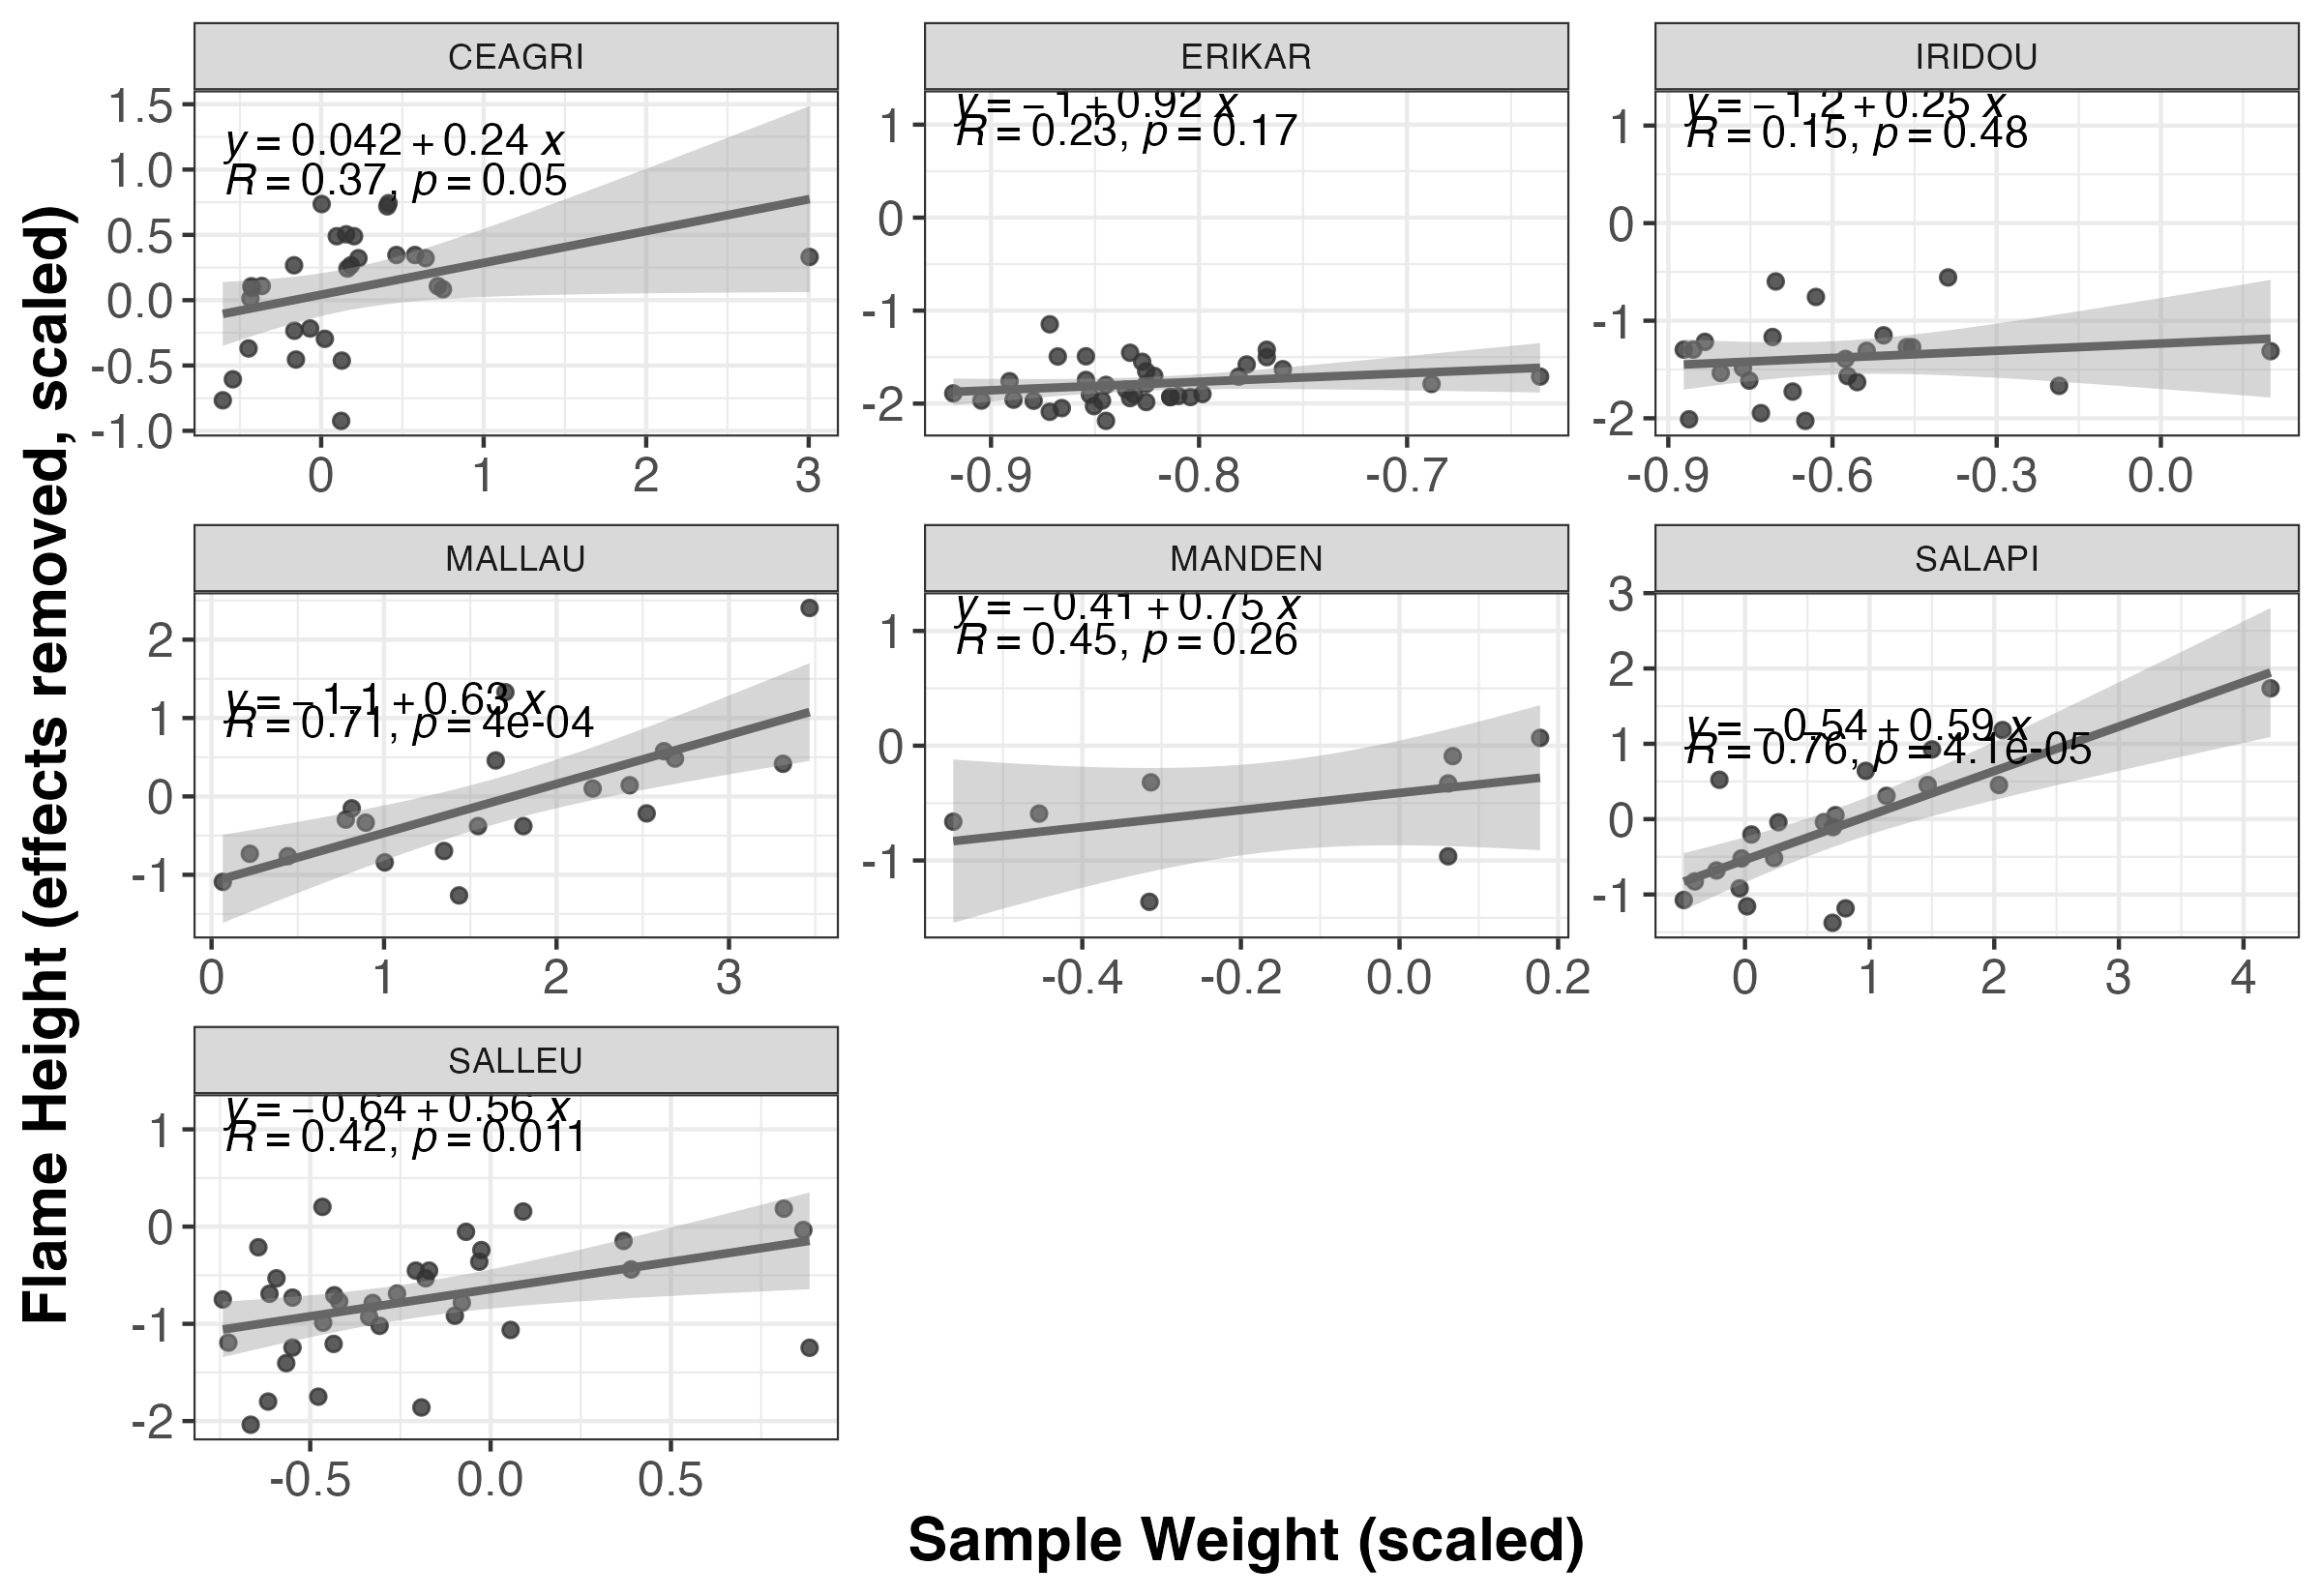 Flame Height (effects removed, scaled)
CEAGRI
y = 0.042 + 0.24 x
R = 0.37, p = 0.05
1.5
1.0
0.5
0.0
-0.5
-1.0
0 1 2 3
ERIKAR
y = −1 + 0.92 x
R = 0.23, p = 0.17
1
0
-1
-2
-0.9 -0.8 -0.7
IRIDOU
y = −1.2 + 0.25 x
R = 0.15, p = 0.48
1
0
-1
-2
-0.9 -0.6 -0.3 0.0
MALLAU
y = −1.1 + 0.63 x
R = 0.71, p = 4e-04
2
1
0
-1
0 1 2 3
MANDEN
y = −0.41 + 0.75 x
R = 0.45, p = 0.26
1
0
-1
-0.4 -0.2 0.0 0.2
SALAPI
y = −0.54 + 0.59 x
R = 0.76, p = 4.1e-05
3
2
1
0
-1
0 1 2 3 4
SALLEU
y = −0.64 + 0.56 x
R = 0.42, p = 0.011
1
0
-1
-2
-0.5 0.0 0.5
Sample Weight (scaled)